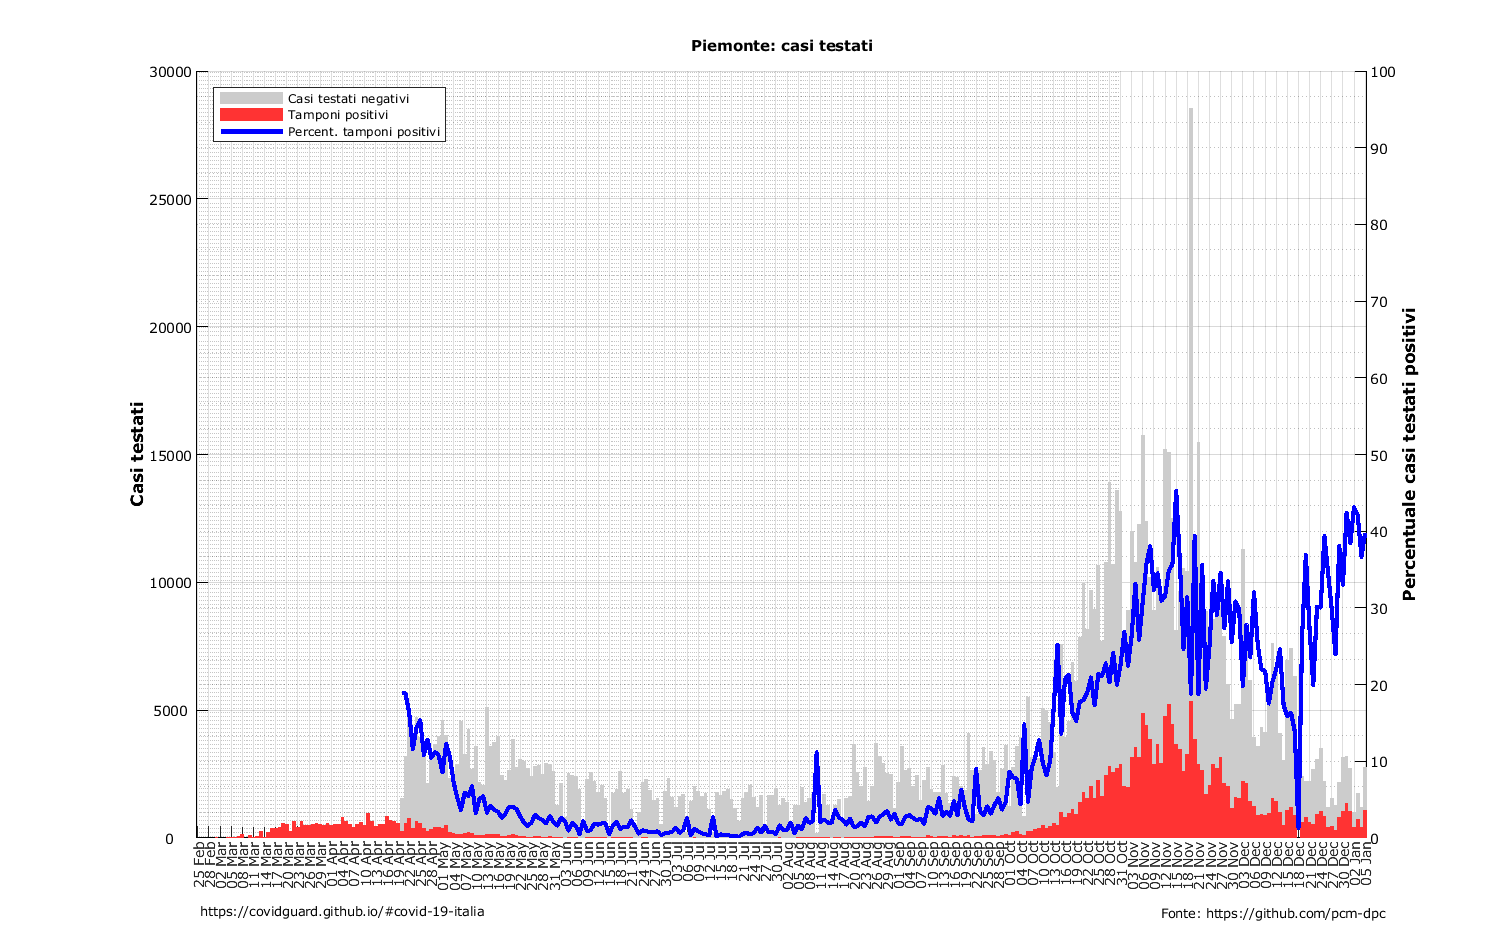 Piemonte: casi testati
Casi testati negativi
Tamponi positivi
Percent. tamponi positivi
30000
25000
20000
15000
10000
5000
0
Casi testati
100
90
80
70
60
50
40
30
20
10
0
Percentuale casi testati positivi
25 Feb
28 Feb
02 Mar
05 Mar
08 Mar
11 Mar
14 Mar
17 Mar
20 Mar
23 Mar
26 Mar
29 Mar
01 Apr
04 Apr
07 Apr
10 Apr
13 Apr
16 Apr
19 Apr
22 Apr
25 Apr
28 Apr
01 May
04 May
07 May
10 May
13 May
16 May
19 May
22 May
25 May
28 May
31 May
03 Jun
06 Jun
09 Jun
12 Jun
15 Jun
18 Jun
21 Jun
24 Jun
27 Jun
30 Jun
03 Jul
06 Jul
09 Jul
12 Jul
15 Jul
18 Jul
21 Jul
24 Jul
27 Jul
30 Jul
02 Aug
05 Aug
08 Aug
11 Aug
14 Aug
17 Aug
20 Aug
23 Aug
26 Aug
29 Aug
01 Sep
04 Sep
07 Sep
10 Sep
13 Sep
16 Sep
19 Sep
22 Sep
25 Sep
28 Sep
01 Oct
04 Oct
07 Oct
10 Oct
13 Oct
16 Oct
19 Oct
22 Oct
25 Oct
28 Oct
31 Oct
03 Nov
06 Nov
09 Nov
12 Nov
15 Nov
18 Nov
21 Nov
24 Nov
27 Nov
30 Nov
03 Dec
06 Dec
09 Dec
12 Dec
15 Dec
18 Dec
21 Dec
24 Dec
27 Dec
30 Dec
02 Jan
05 Jan
https://covidguard.github.io/#covid-19-italia
Fonte: https://github.com/pcm-dpc